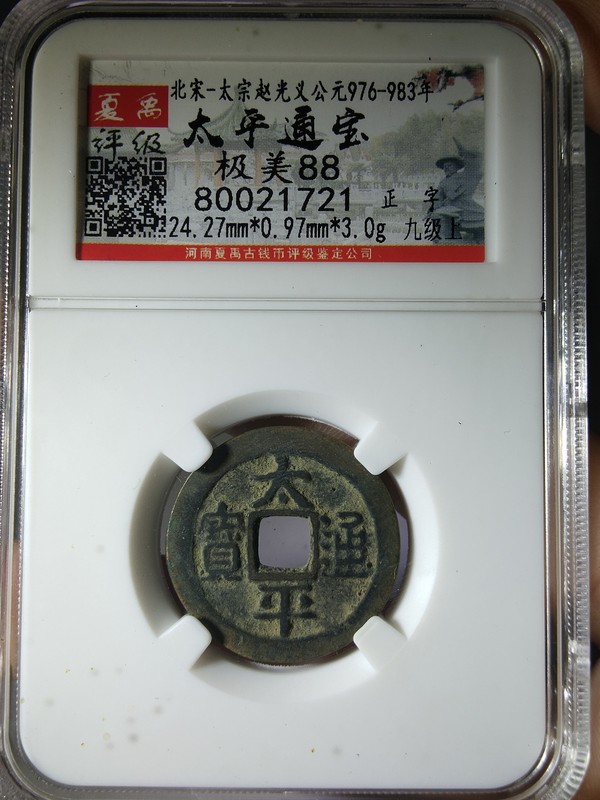 北宋-太宗赵光义公元976-983年
夏禹
评级
太平通宝
极美88
80021721 正字
24.27mm*0.97mm*3.0g 九级上
河南夏禹古钱币评级鉴定公司
太
寶 通
平